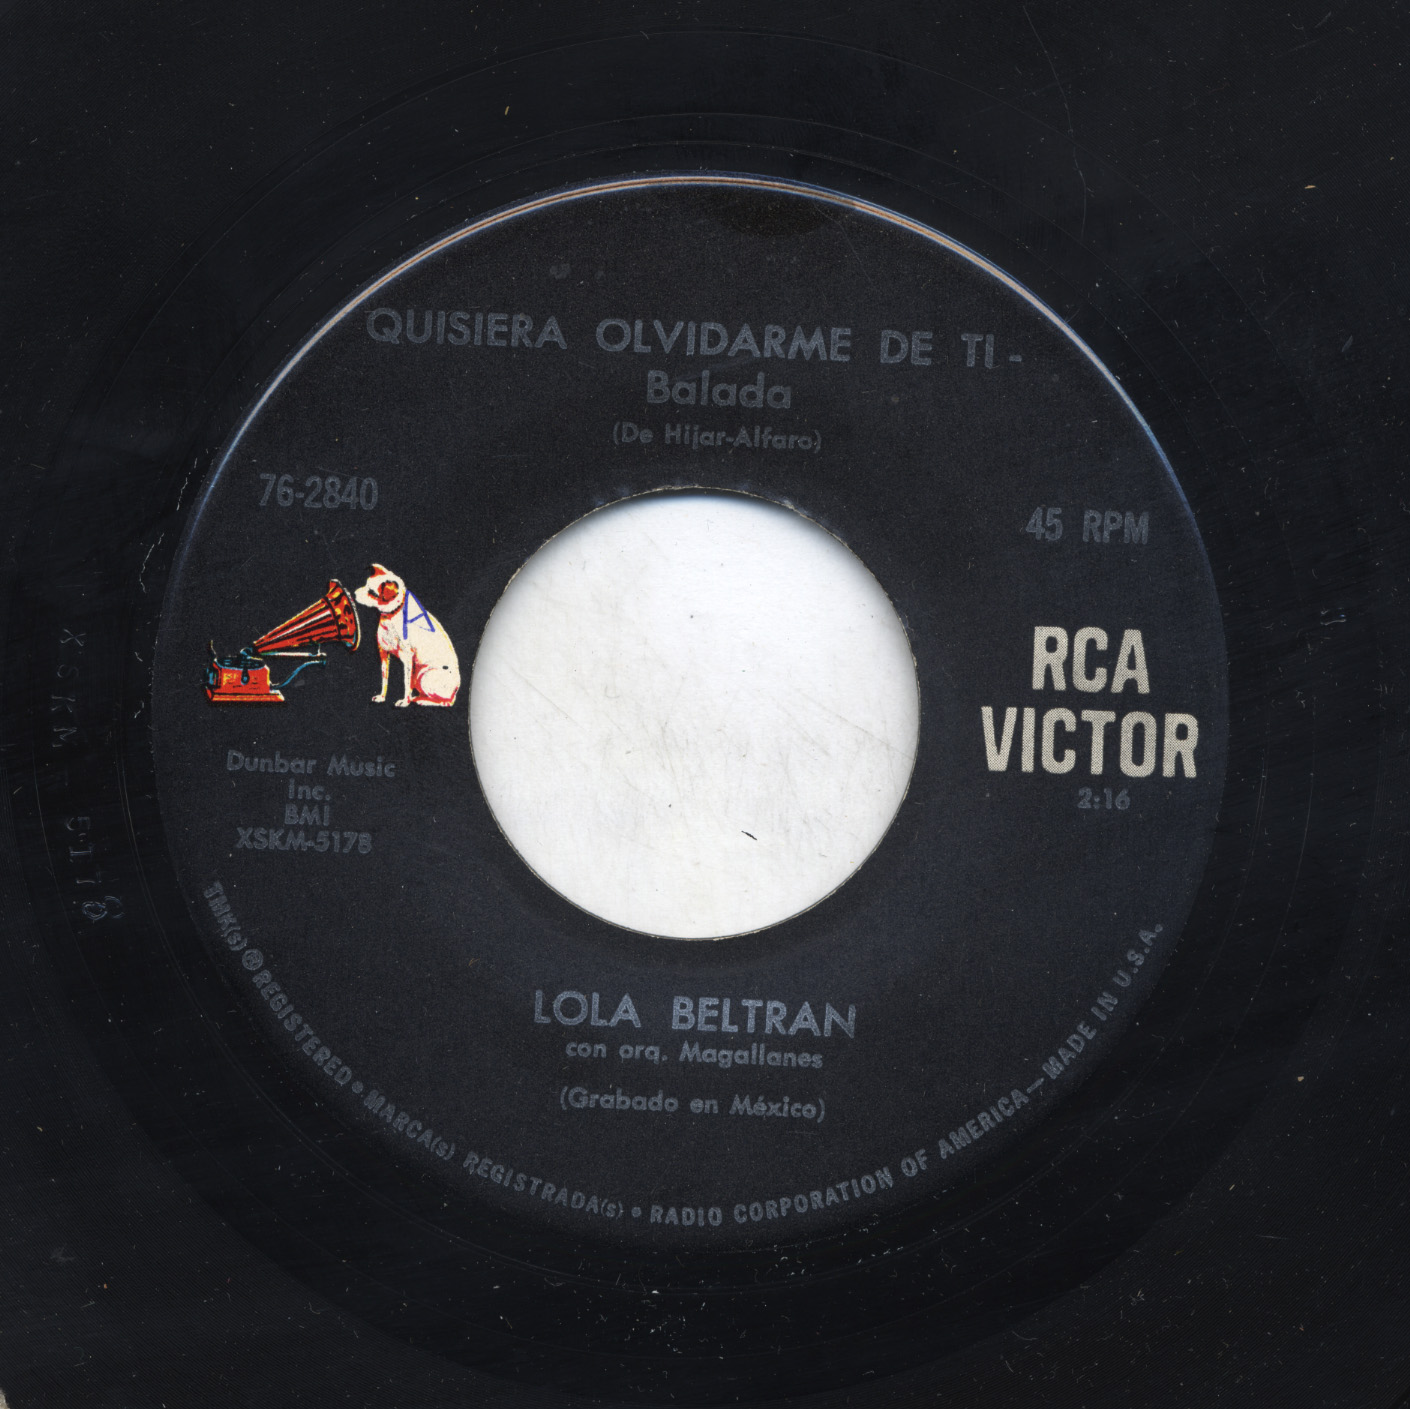 QUISIERA OLVIDARME DE TI -
Balada
(De Hijar-Alfaro)
76-2840
45 RPM
A
RCA
VICTOR
2:16
Dunbar Music
Inc.
BMI
XSKM-5178
LOLA BELTRAN
con orq. Magallanes
(Grabado en México)
TMK(s) ® REGISTERED • MARCA(s) REGISTRADA(s) • RADIO CORPORATION OF AMERICA—MADE IN U.S.A.
XSKM-5178